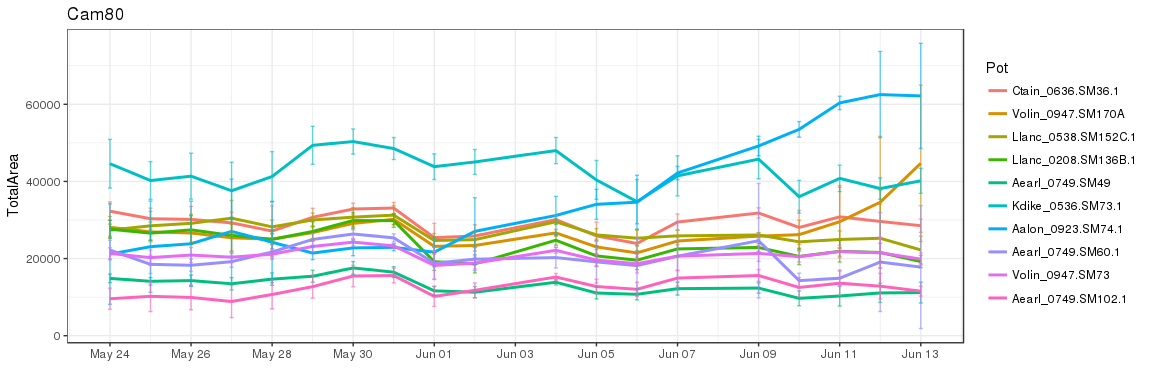 Cam80
TotalArea
60000
40000
20000
0
May 24
May 26
May 28
May 30
Jun 01
Jun 03
Jun 05
Jun 07
Jun 09
Jun 11
Jun 13
Pot
Ctain_0636.SM36.1
Volin_0947.SM170A
Llanc_0538.SM152C.1
Llanc_0208.SM136B.1
Aearl_0749.SM49
Kdike_0536.SM73.1
Aalon_0923.SM74.1
Aearl_0749.SM60.1
Volin_0947.SM73
Aearl_0749.SM102.1